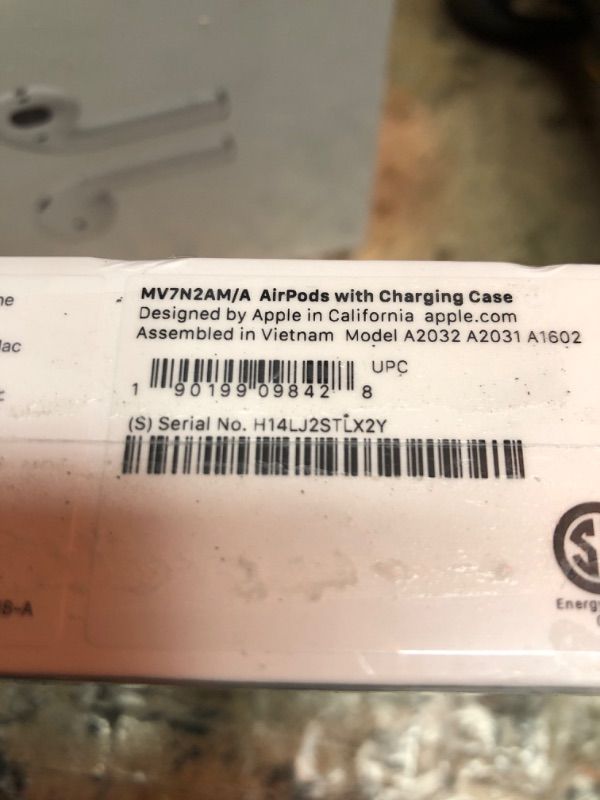 MV7N2AM/A AirPods with Charging Case
Designed by Apple in California apple.com
Assembled in Vietnam Model A2032 A2031 A1602
UPC
1 90199 09842 8
(S) Serial No. H14LJ2STLX2Y